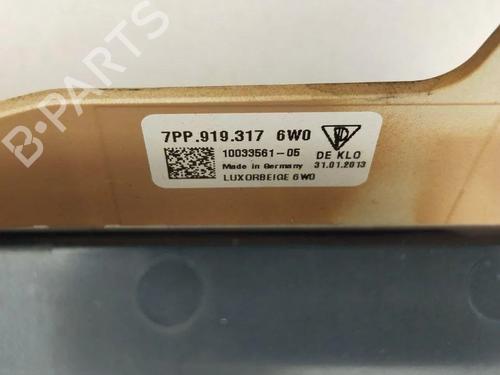 B-PARTS
7PP.919.317 6W0
10033561-05
DE KLO
Made in Germany
31.01.2013
LUXORBEIGE 6W0